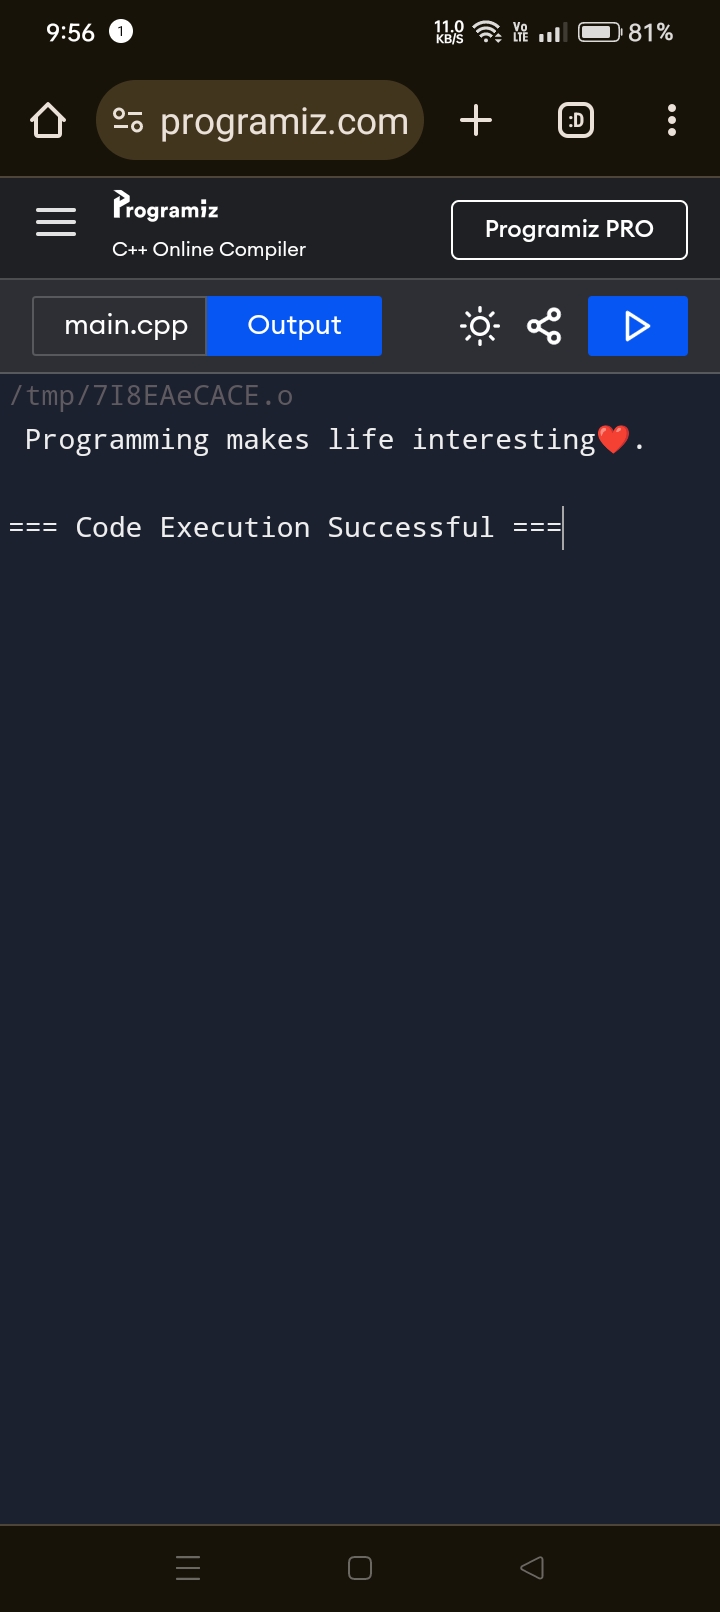 9:56 1 11.0 KB/S Vo LTE 81%
programiz.com :D
Programiz
C++ Online Compiler
Programiz PRO
main.cpp Output
/tmp/7I8EAeCACE.o
Programming makes life interesting❤️.
=== Code Execution Successful ===